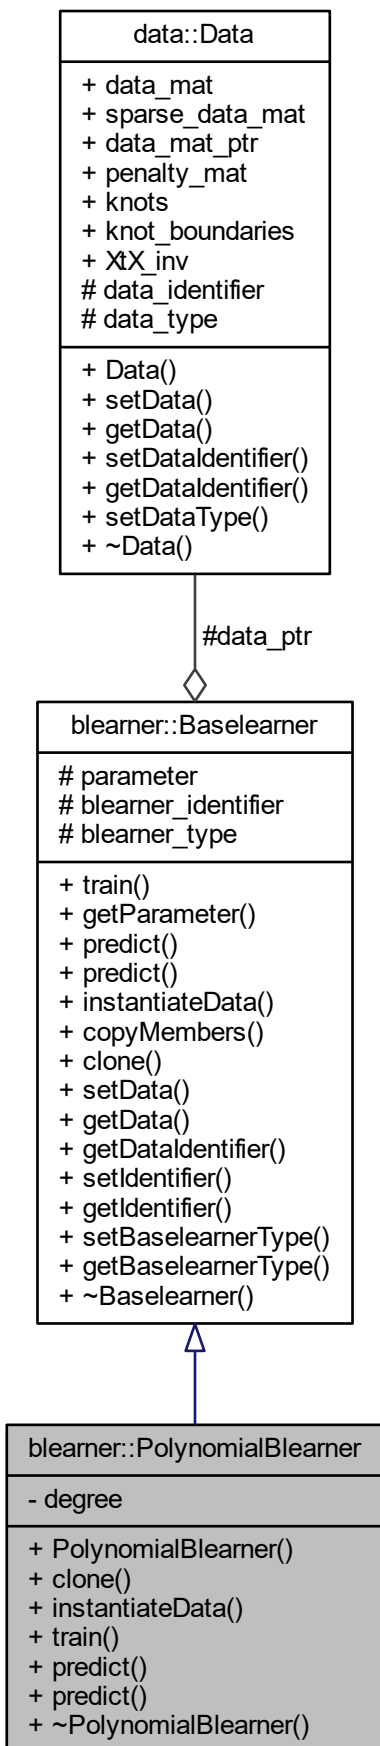 data::Data
+ data_mat
+ sparse_data_mat
+ data_mat_ptr
+ penalty_mat
+ knots
+ knot_boundaries
+ XtX_inv
# data_identifier
# data_type
+ Data()
+ setData()
+ getData()
+ setDataIdentifier()
+ getDataIdentifier()
+ setDataType()
+ ~Data()
#data_ptr
blearner::Baselearner
# parameter
# blearner_identifier
# blearner_type
+ train()
+ getParameter()
+ predict()
+ predict()
+ instantiateData()
+ copyMembers()
+ clone()
+ setData()
+ getData()
+ getDataIdentifier()
+ setIdentifier()
+ getIdentifier()
+ setBaselearnerType()
+ getBaselearnerType()
+ ~Baselearner()
blearner::PolynomialBlearner
- degree
+ PolynomialBlearner()
+ clone()
+ instantiateData()
+ train()
+ predict()
+ predict()
+ ~PolynomialBlearner()